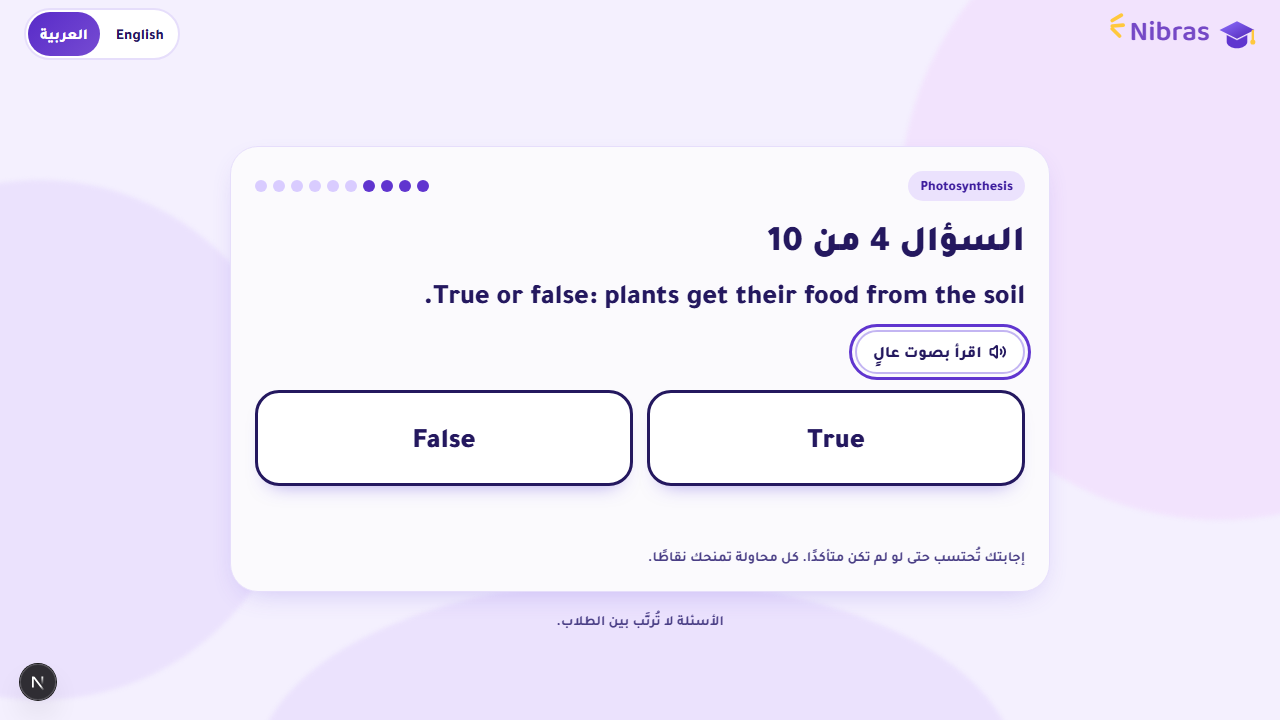 Nibras
العربية
English
Photosynthesis
السؤال 4 من 10
True or false: plants get their food from the soil.
اقرأ بصوت عالٍ
True
False
إجابتك تُحتسب حتى لو لم تكن متأكدًا. كل محاولة تمنحك نقاطًا.
الأسئلة لا تُرتَّب بين الطلاب.
N